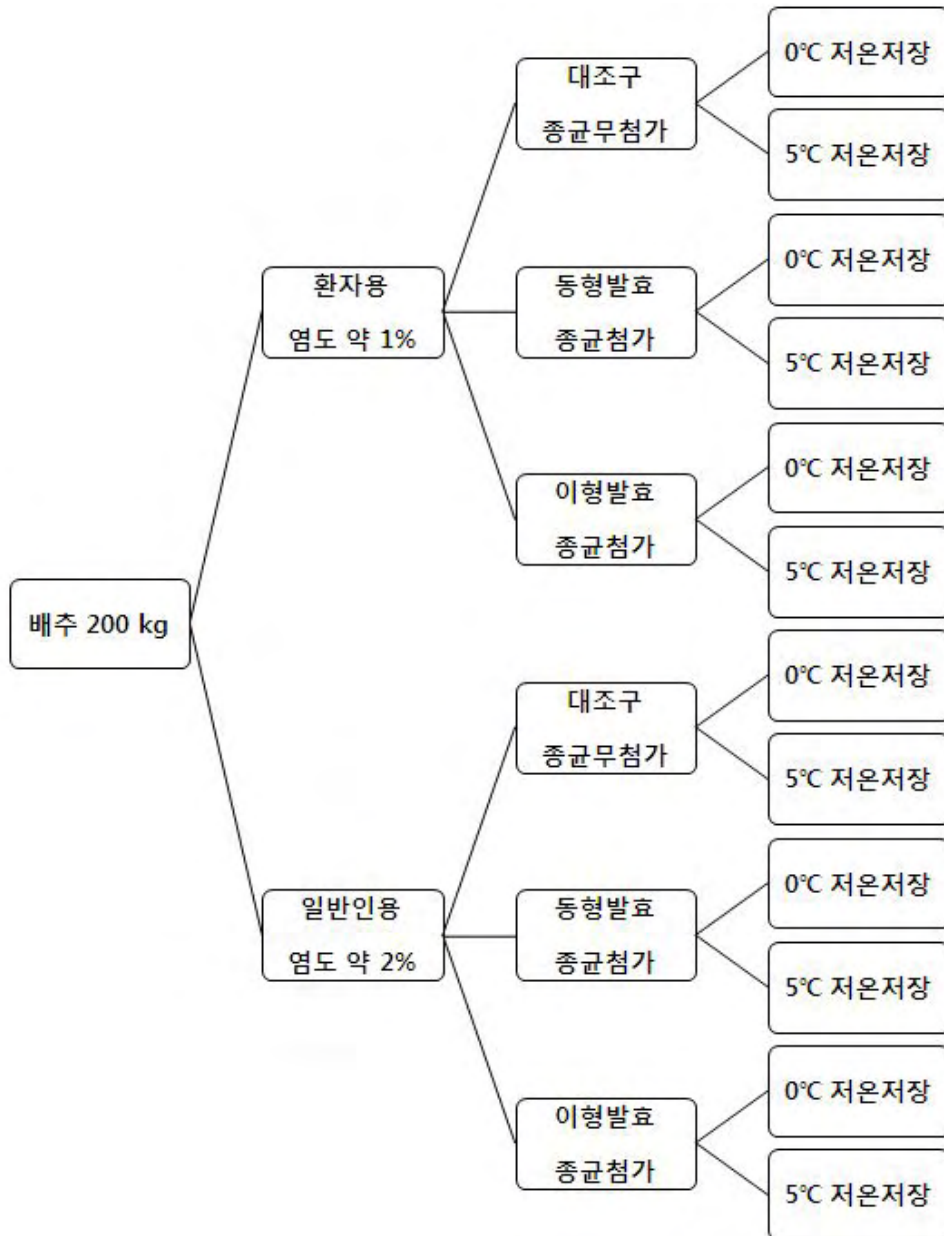 배추 200 kg
환자용
염도 약 1%
대조구
종균무첨가
0℃ 저온저장
5℃ 저온저장
동형발효
종균첨가
0℃ 저온저장
5℃ 저온저장
이형발효
종균첨가
0℃ 저온저장
5℃ 저온저장
일반인용
염도 약 2%
대조구
종균무첨가
0℃ 저온저장
5℃ 저온저장
동형발효
종균첨가
0℃ 저온저장
5℃ 저온저장
이형발효
종균첨가
0℃ 저온저장
5℃ 저온저장